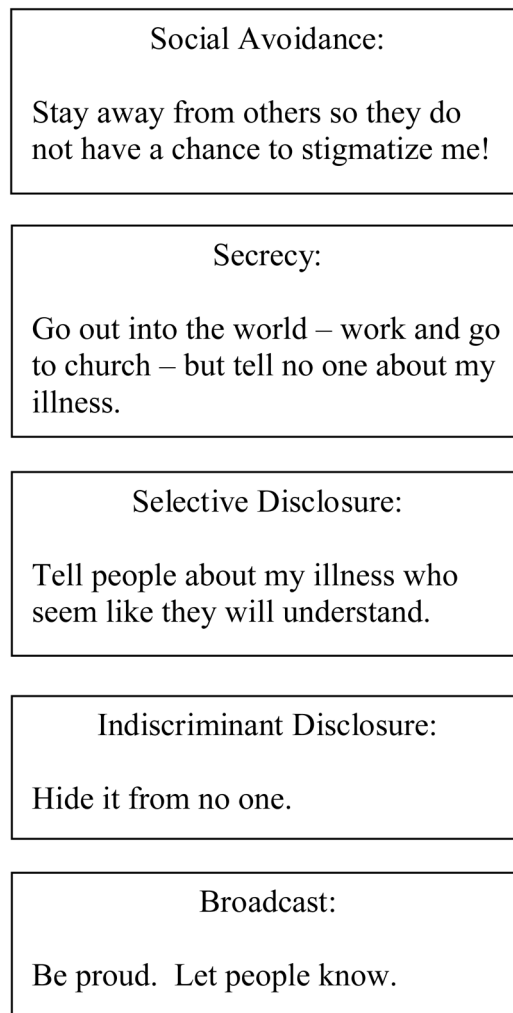 Social Avoidance:
Stay away from others so they do
not have a chance to stigmatize me!
Secrecy:
Go out into the world – work and go
to church – but tell no one about my
illness.
Selective Disclosure:
Tell people about my illness who
seem like they will understand.
Indiscriminant Disclosure:
Hide it from no one.
Broadcast:
Be proud.  Let people know.